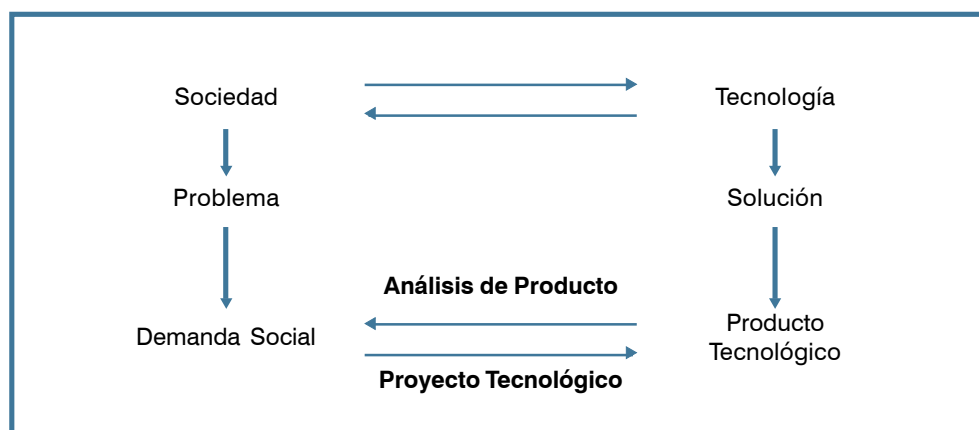 Sociedad
Tecnología
Problema
Solución
Análisis de Producto
Demanda Social
Producto
Tecnológico
Proyecto Tecnológico